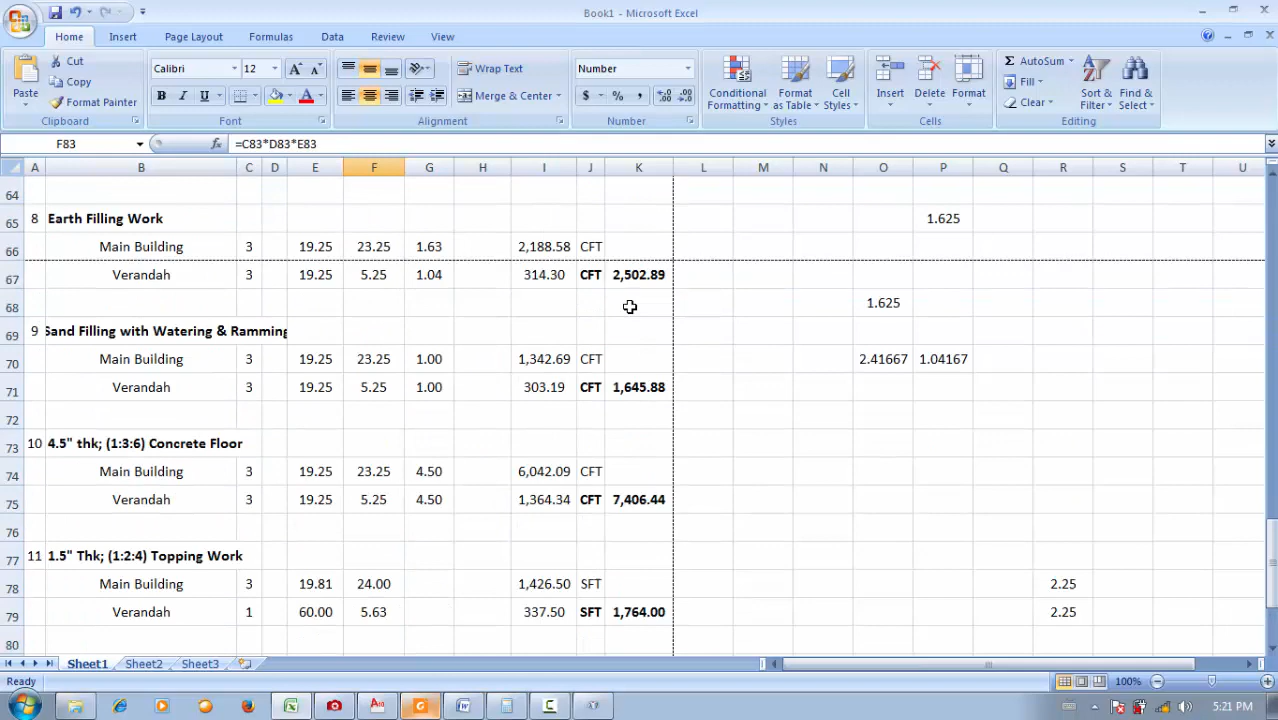 Book1 - Microsoft Excel
Home Insert Page Layout Formulas Data Review View
Cut
Copy
Format Painter
Paste
Clipboard
Calibri 12
B I U
Font
Wrap Text
Merge & Center
Alignment
Number
$ % ,
Number
Conditional Formatting
Format as Table
Cell Styles
Styles
Insert Delete Format
Cells
AutoSum
Fill
Clear
Sort & Filter
Find & Select
Editing
F83 fx =C83*D83*E83
A B C D E F G H I J K L M N O P Q R S T U
64
65 8 Earth Filling Work 1.625
66 Main Building 3 19.25 23.25 1.63 2,188.58 CFT
67 Verandah 3 19.25 5.25 1.04 314.30 CFT 2,502.89
68 1.625
69 9 Sand Filling with Watering & Ramming
70 Main Building 3 19.25 23.25 1.00 1,342.69 CFT 2.41667 1.04167
71 Verandah 3 19.25 5.25 1.00 303.19 CFT 1,645.88
72
73 10 4.5" thk; (1:3:6) Concrete Floor
74 Main Building 3 19.25 23.25 4.50 6,042.09 CFT
75 Verandah 3 19.25 5.25 4.50 1,364.34 CFT 7,406.44
76
77 11 1.5" Thk; (1:2:4) Topping Work
78 Main Building 3 19.81 24.00 1,426.50 SFT 2.25
79 Verandah 1 60.00 5.63 337.50 SFT 1,764.00 2.25
80
Sheet1 Sheet2 Sheet3
Ready 100%
5:21 PM